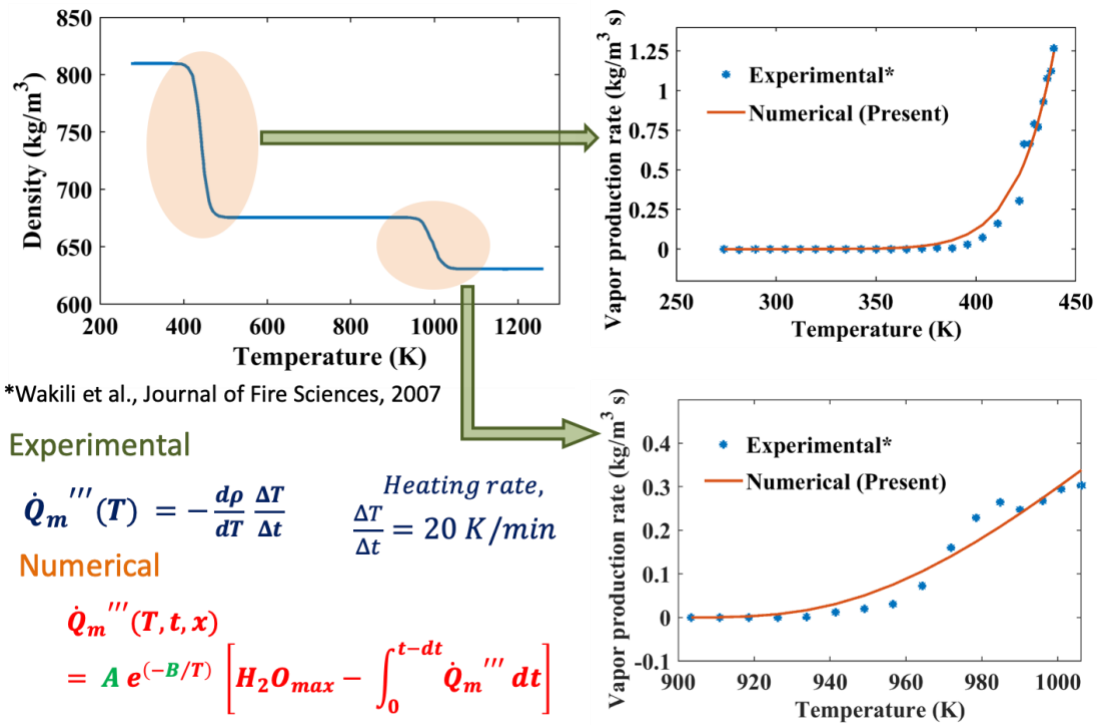 850
800
750
700
650
600
200 400 600 800 1000 1200
Density (kg/m³)
Temperature (K)
1.25
1
0.75
0.5
0.25
0
250 300 350 400 450
Vapor production rate (kg/m³ s)
Temperature (K)
Experimental*
Numerical (Present)
*Wakili et al., Journal of Fire Sciences, 2007
Experimental
Q̇ₘ‴(T) = − dρ/dT ΔT/Δt
Heating rate,
ΔT/Δt = 20 K/min
Numerical
Q̇ₘ‴(T, t, x)
= A e^(−B/T) [H₂Oₘₐₓ − ∫₀^(t−dt) Q̇ₘ‴ dt]
0.4
0.3
0.2
0.1
0
-0.1
900 920 940 960 980 1000
Vapor production rate (kg/m³ s)
Temperature (K)
Experimental*
Numerical (Present)